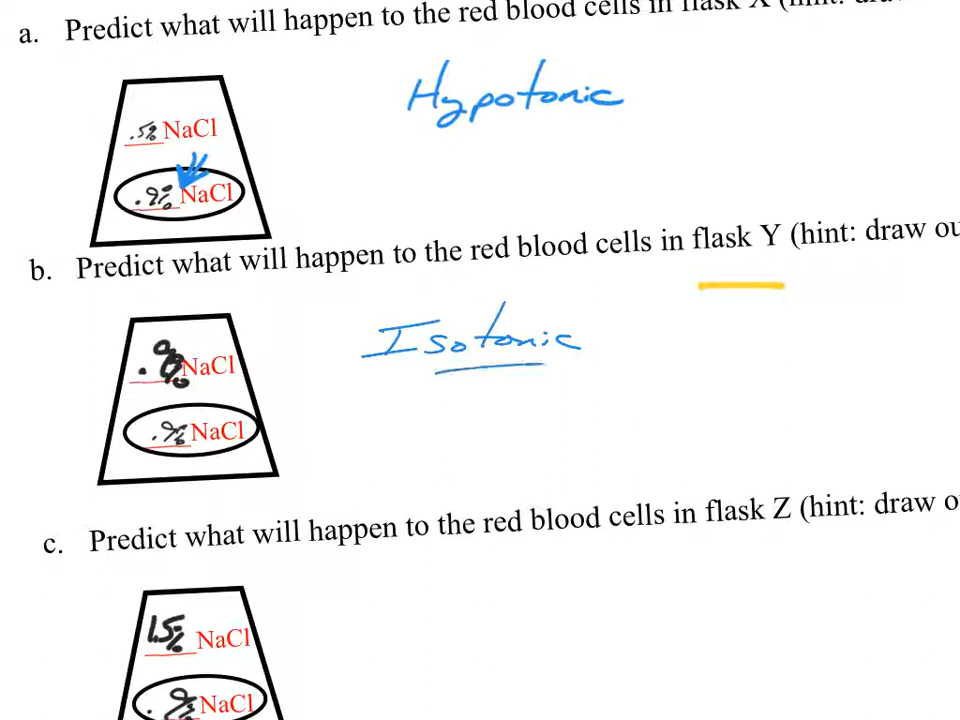 a. Predict what will happen to the red blood cells in flask X (hint: draw
Hypotonic
.5% NaCl
.9% NaCl
b. Predict what will happen to the red blood cells in flask Y (hint: draw ou
Isotonic
.9% NaCl
.9% NaCl
c. Predict what will happen to the red blood cells in flask Z (hint: draw o
1.5% NaCl
.9% NaCl